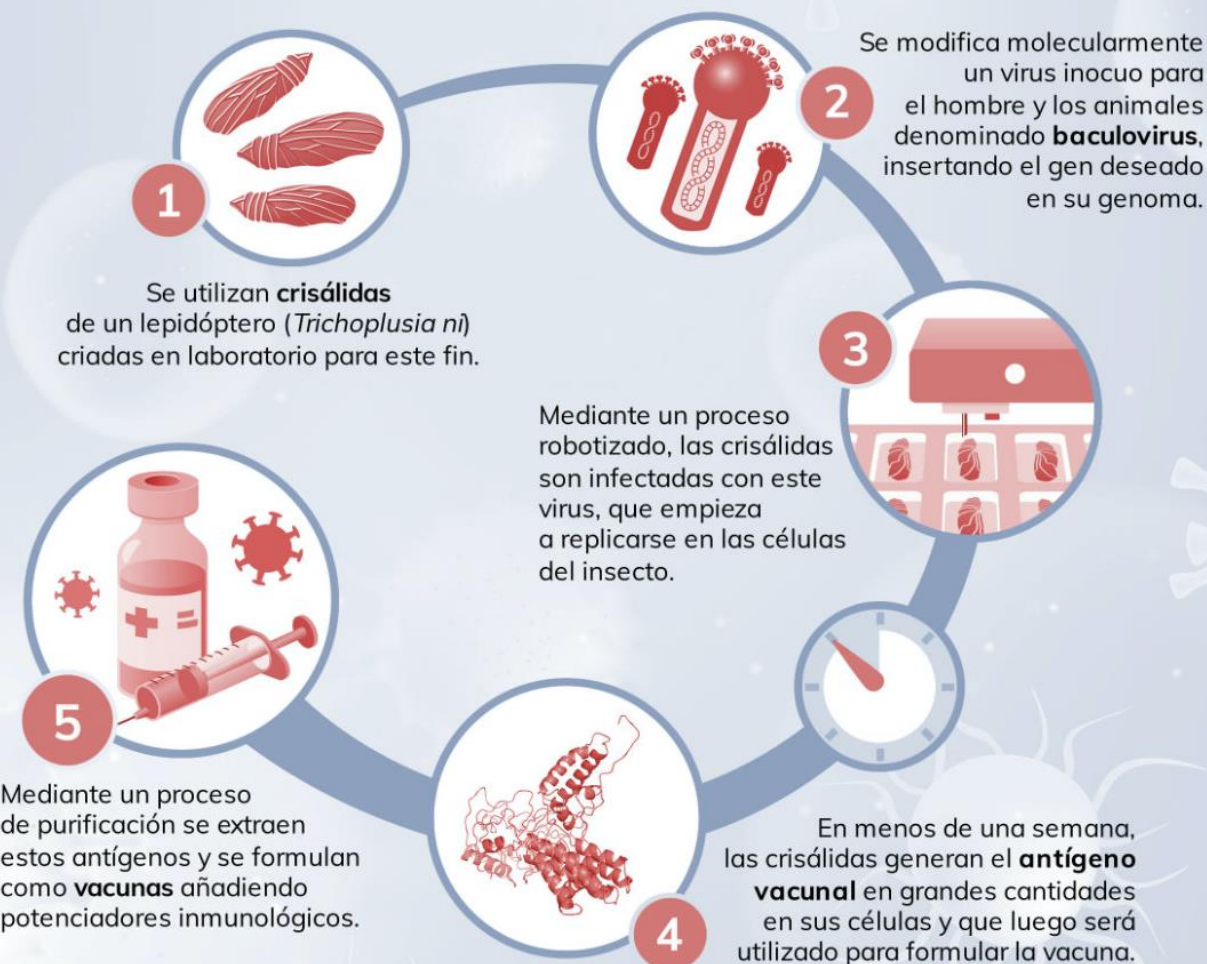 1
Se utilizan crisálidas
de un lepidóptero (Trichoplusia ni)
criadas en laboratorio para este fin.
2
Se modifica molecularmente
un virus inocuo para
el hombre y los animales
denominado baculovirus,
insertando el gen deseado
en su genoma.
3
Mediante un proceso
robotizado, las crisálidas
son infectadas con este
virus, que empieza
a replicarse en las células
del insecto.
4
En menos de una semana,
las crisálidas generan el antígeno
vacunal en grandes cantidades
en sus células y que luego será
utilizado para formular la vacuna.
5
Mediante un proceso
de purificación se extraen
estos antígenos y se formulan
como vacunas añadiendo
potenciadores inmunológicos.